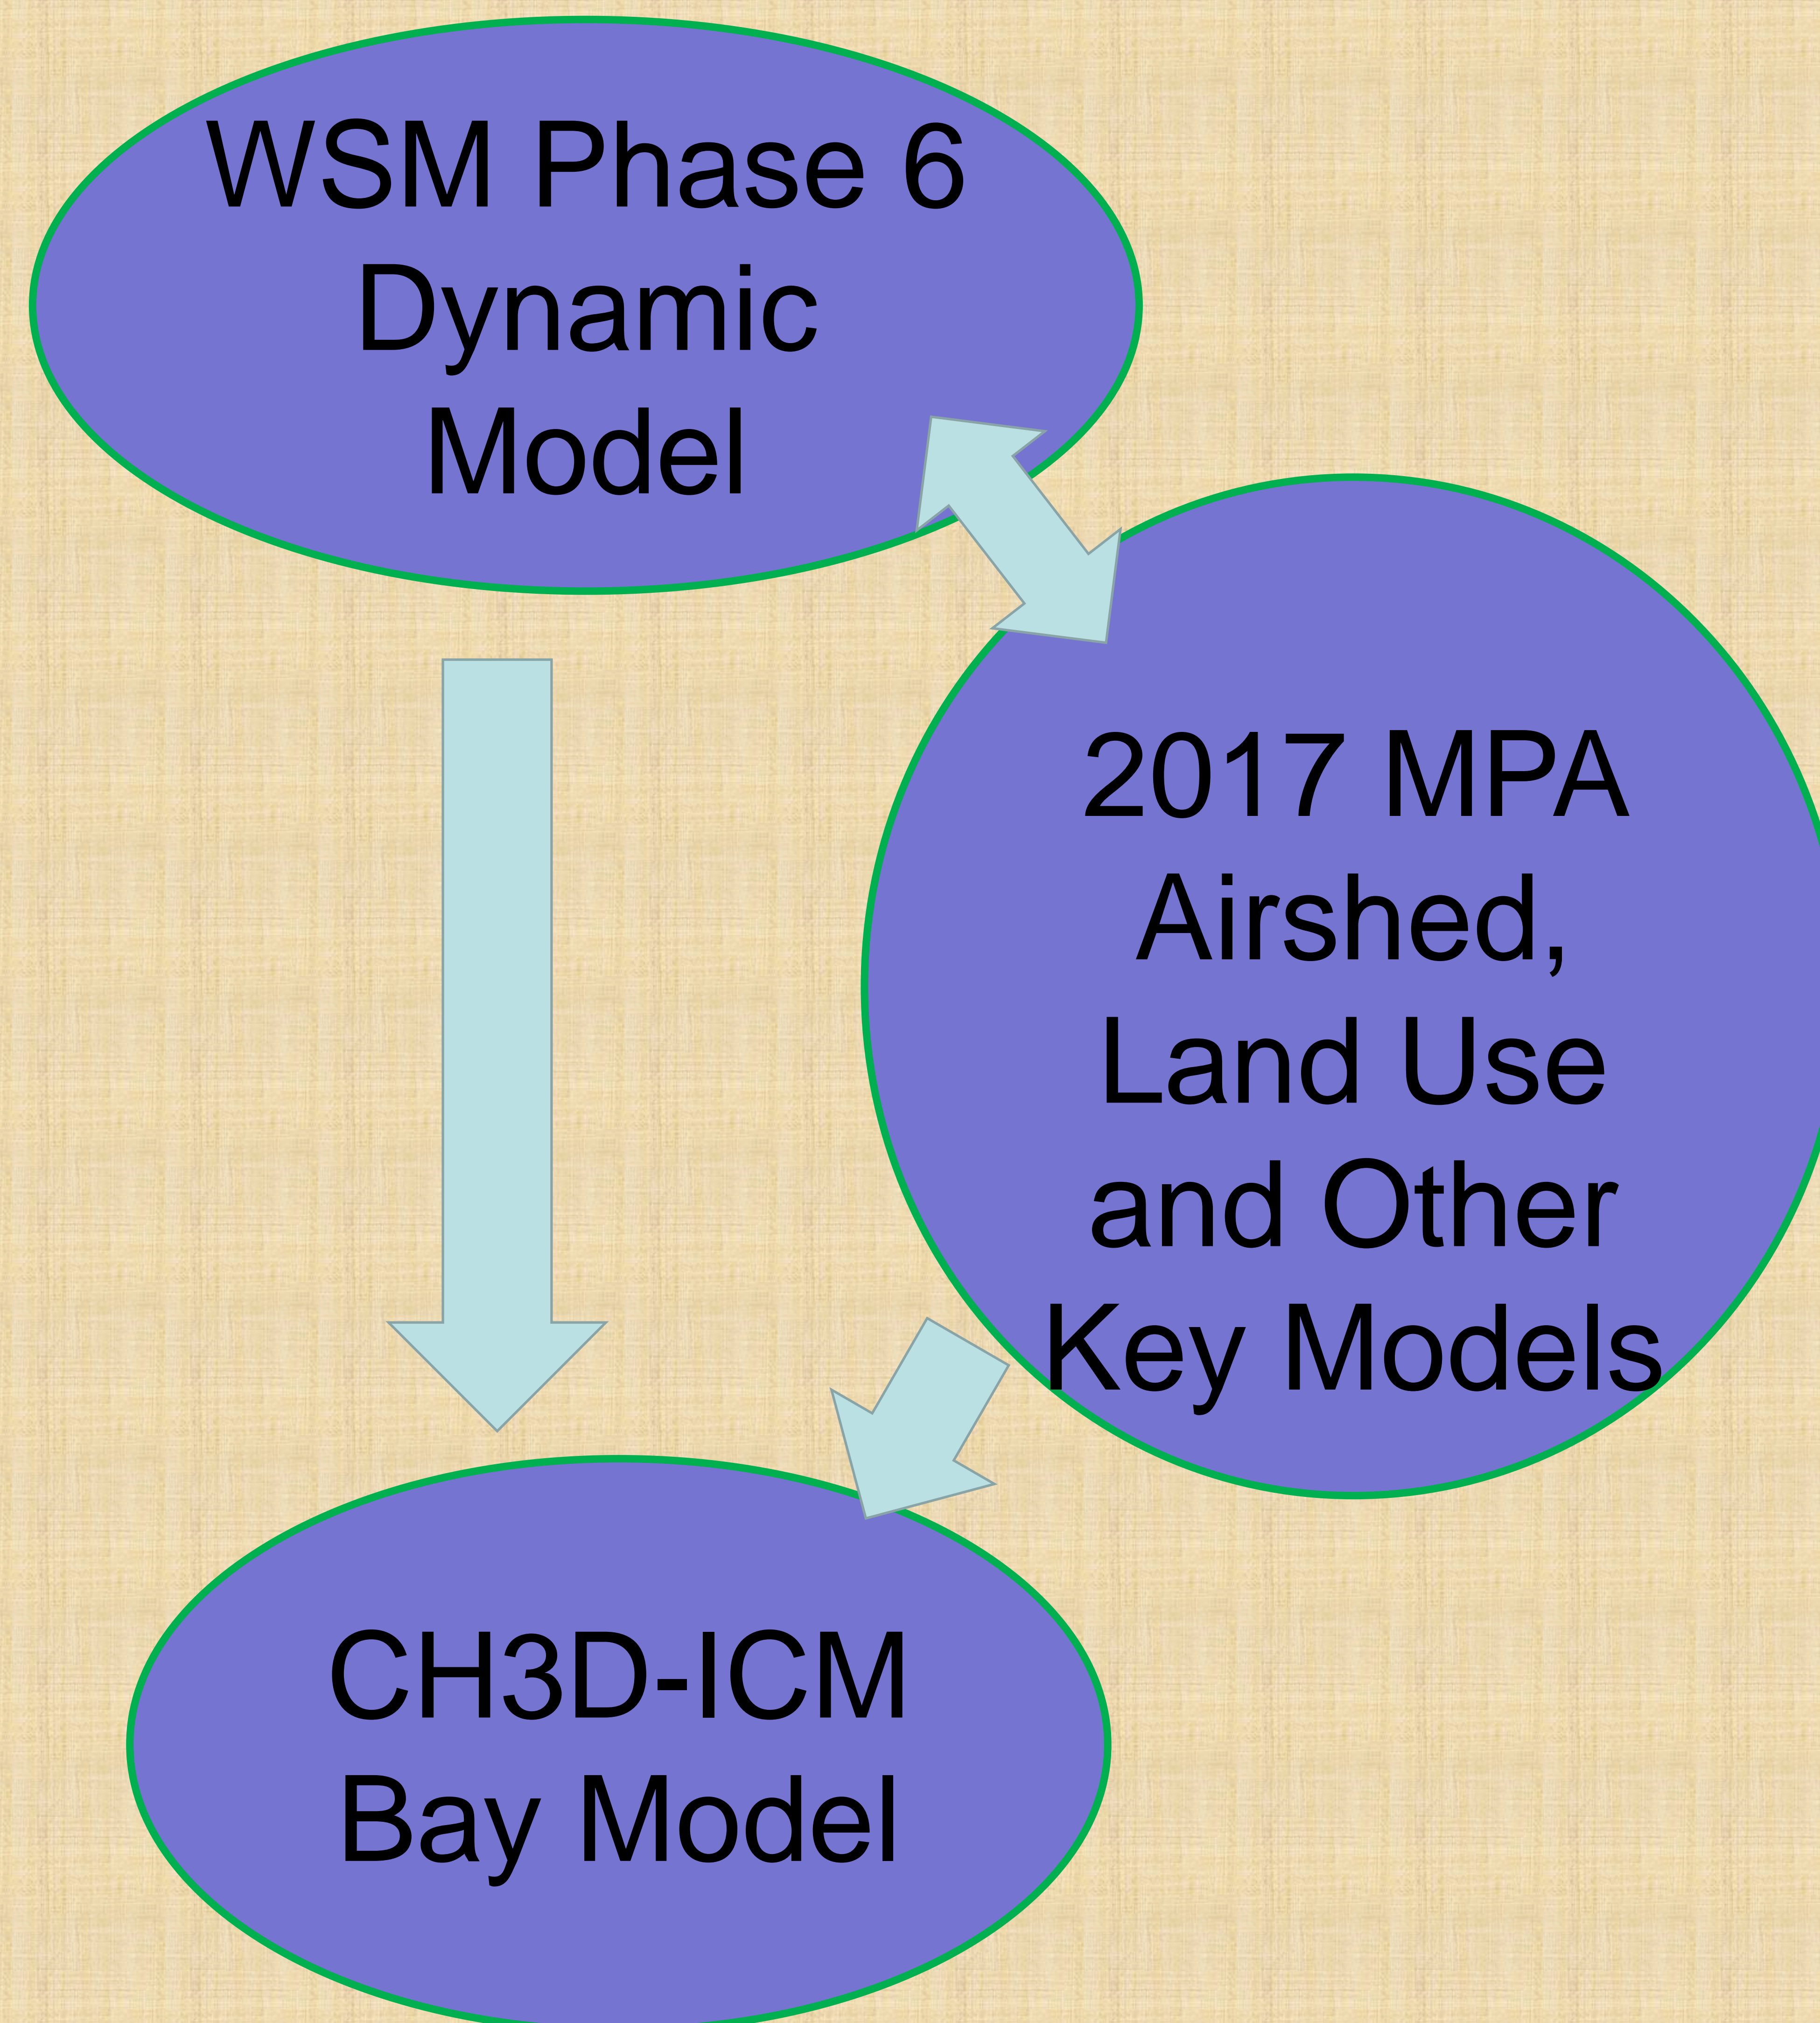 WSM Phase 6
Dynamic
Model
2017 MPA
Airshed,
Land Use
and Other
Key Models
CH3D-ICM
Bay Model